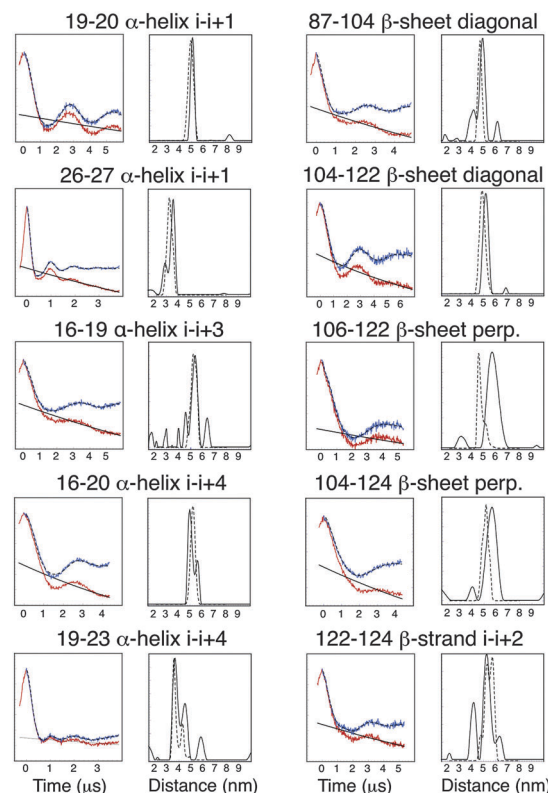 19-20 α-helix i-i+1
87-104 β-sheet diagonal
0 1 2 3 4 5
2 3 4 5 6 7 8 9
0 1 2 3 4
2 3 4 5 6 7 8 9
26-27 α-helix i-i+1
104-122 β-sheet diagonal
0 1 2 3
2 3 4 5 6 7 8 9
0 1 2 3 4 5 6
2 3 4 5 6 7 8 9
16-19 α-helix i-i+3
106-122 β-sheet perp.
0 1 2 3 4
2 3 4 5 6 7 8 9
0 1 2 3 4 5
2 3 4 5 6 7 8 9
16-20 α-helix i-i+4
104-124 β-sheet perp.
0 1 2 3 4
2 3 4 5 6 7 8 9
0 1 2 3 4
2 3 4 5 6 7 8 9
19-23 α-helix i-i+4
122-124 β-strand i-i+2
0 1 2 3
2 3 4 5 6 7 8 9
0 1 2 3 4 5
2 3 4 5 6 7 8 9
Time (μs)
Distance (nm)
Time (μs)
Distance (nm)